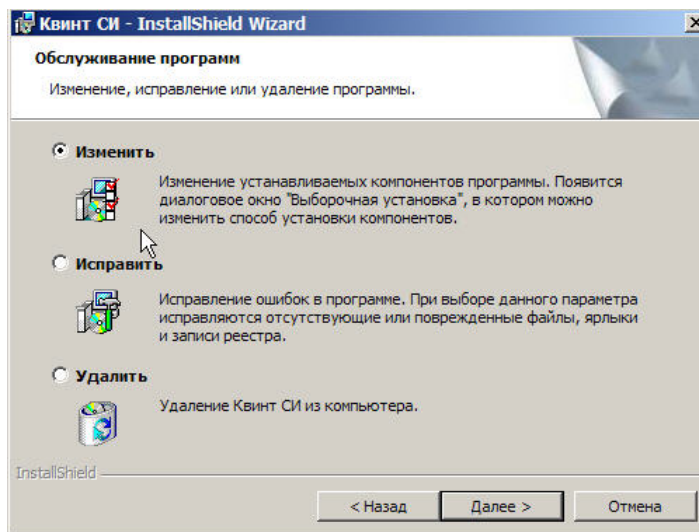 Квинт СИ - InstallShield Wizard
Обслуживание программ
Изменение, исправление или удаление программы.
Изменить
Изменение устанавливаемых компонентов программы. Появится
диалоговое окно "Выборочная установка", в котором можно
изменить способ установки компонентов.
Исправить
Исправление ошибок в программе. При выборе данного параметра
исправляются отсутствующие или поврежденные файлы, ярлыки
и записи реестра.
Удалить
Удаление Квинт СИ из компьютера.
InstallShield
< Назад
Далее >
Отмена